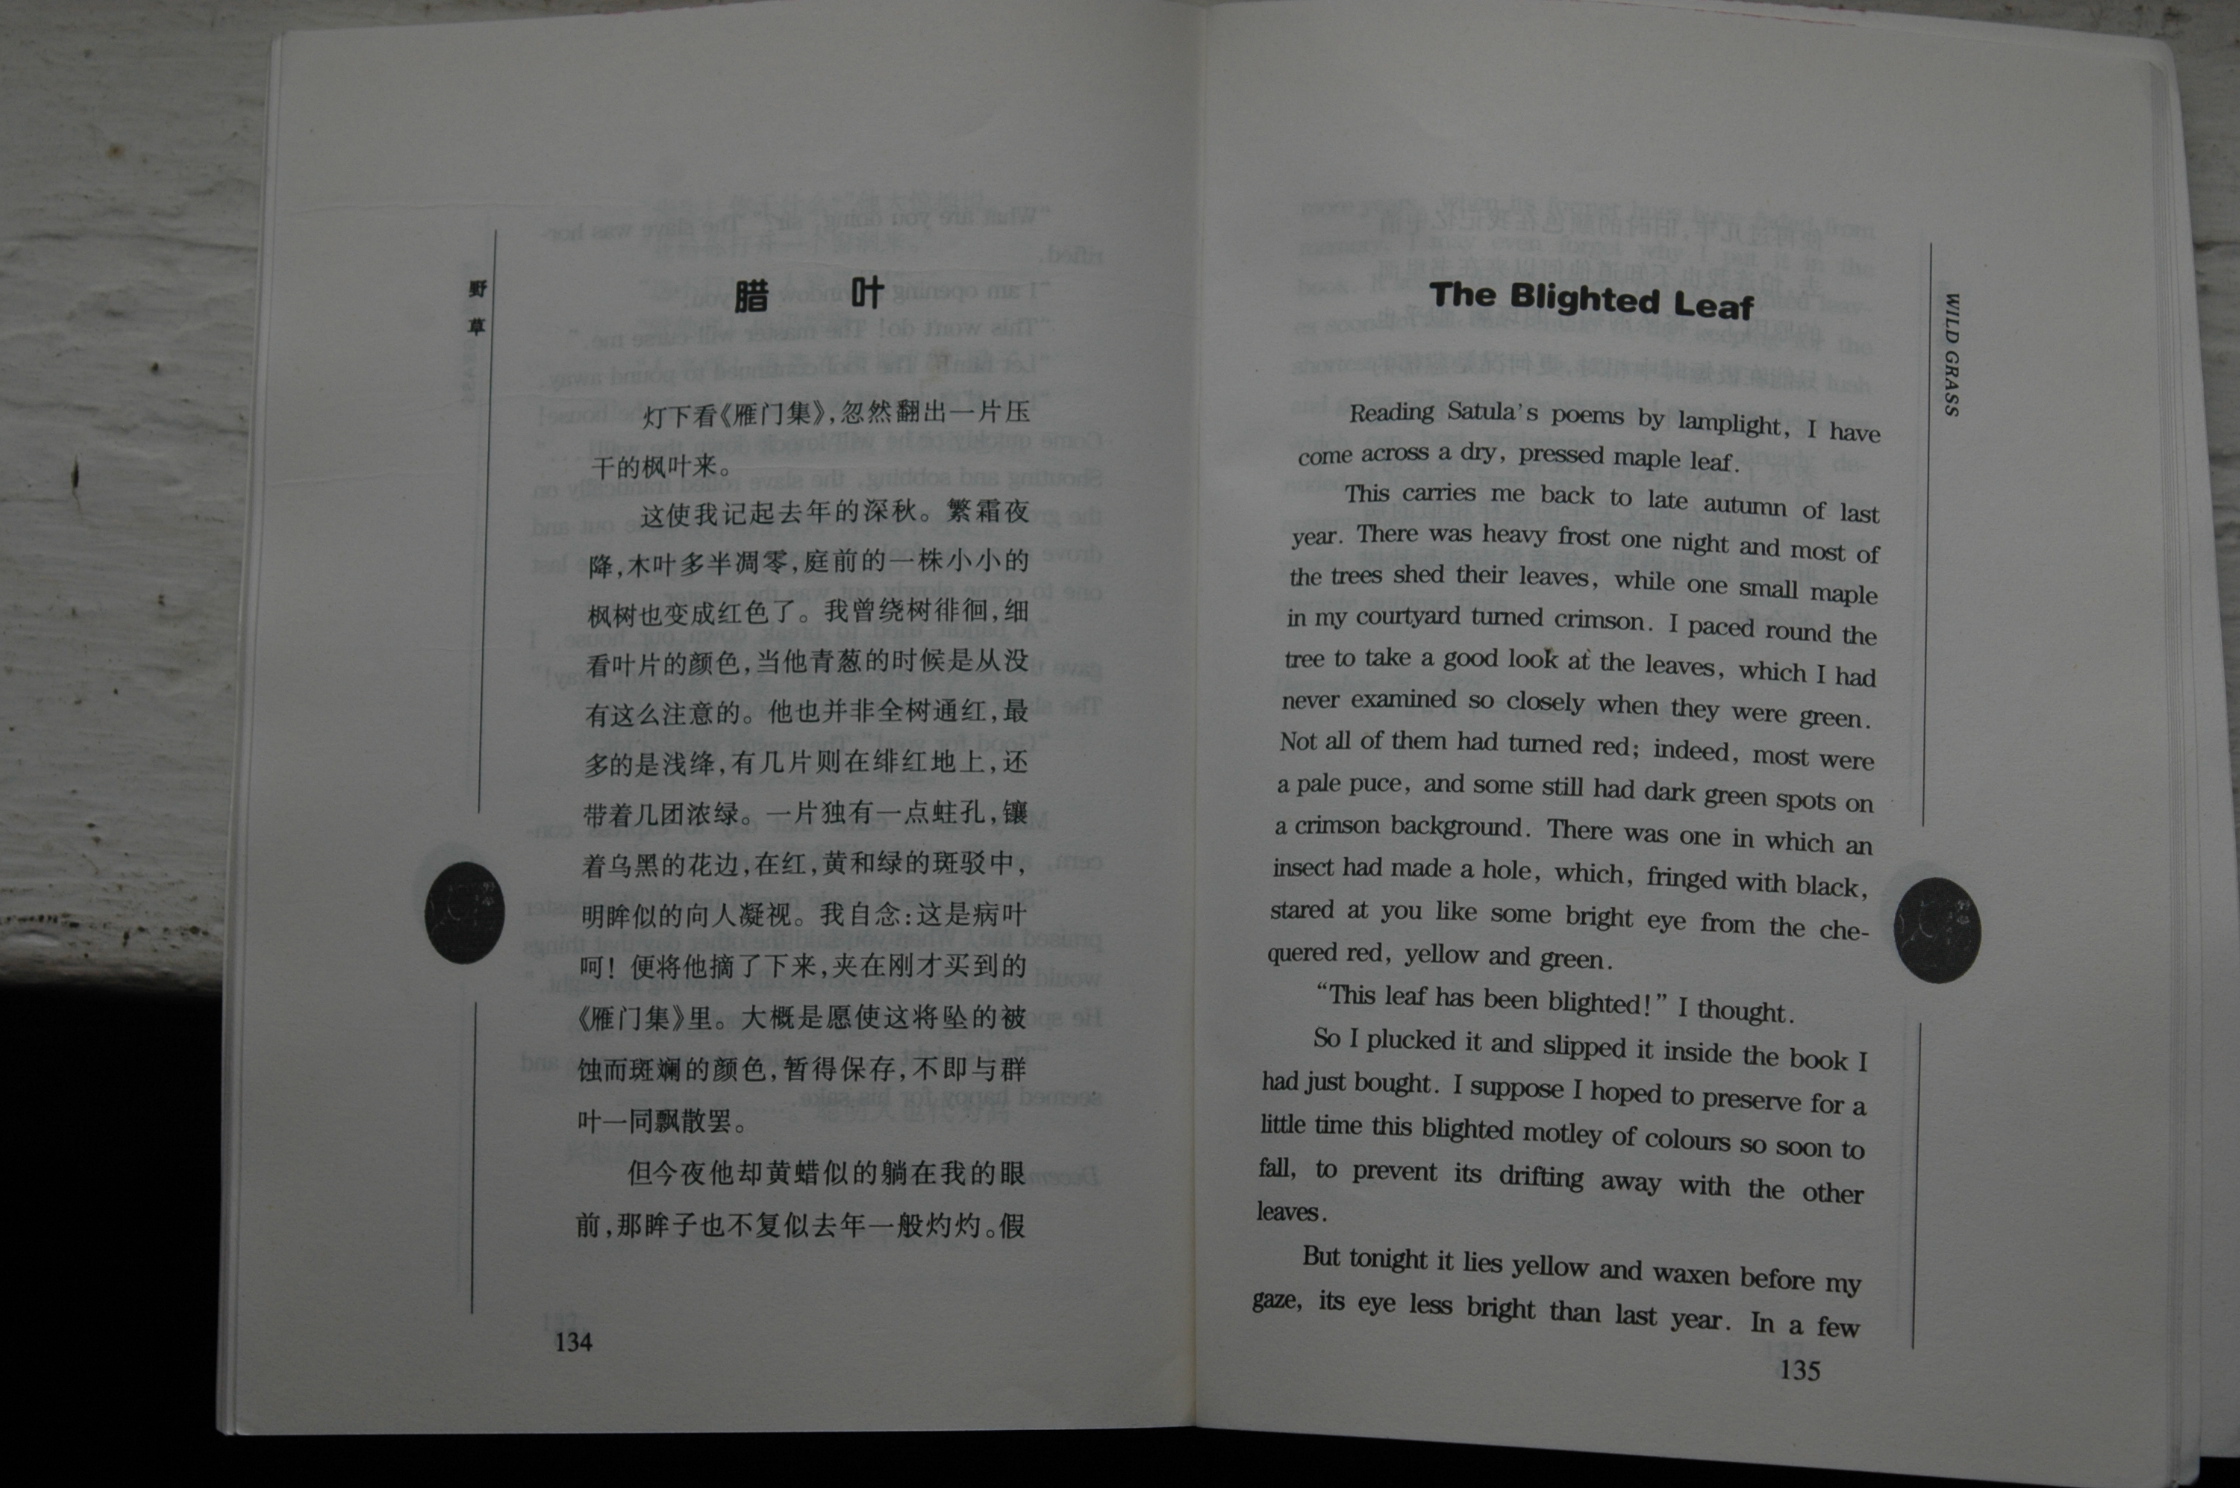 野草
腊 叶
灯下看《雁门集》,忽然翻出一片压
干的枫叶来。
这使我记起去年的深秋。繁霜夜
降,木叶多半凋零,庭前的一株小小的
枫树也变成红色了。我曾绕树徘徊,细
看叶片的颜色,当他青葱的时候是从没
有这么注意的。他也并非全树通红,最
多的是浅绛,有几片则在绯红地上,还
带着几团浓绿。一片独有一点蛀孔,镶
着乌黑的花边,在红,黄和绿的斑驳中,
明眸似的向人凝视。我自念:这是病叶
呵!便将他摘了下来,夹在刚才买到的
《雁门集》里。大概是愿使这将坠的被
蚀而斑斓的颜色,暂得保存,不即与群
叶一同飘散罢。
但今夜他却黄蜡似的躺在我的眼
前,那眸子也不复似去年一般灼灼。假
134
WILD GRASS
The Blighted Leaf
Reading Satula's poems by lamplight, I have
come across a dry, pressed maple leaf.
This carries me back to late autumn of last
year. There was heavy frost one night and most of
the trees shed their leaves, while one small maple
in my courtyard turned crimson. I paced round the
tree to take a good look at the leaves, which I had
never examined so closely when they were green.
Not all of them had turned red; indeed, most were
a pale puce, and some still had dark green spots on
a crimson background. There was one in which an
insect had made a hole, which, fringed with black,
stared at you like some bright eye from the che-
quered red, yellow and green.
"This leaf has been blighted!" I thought.
So I plucked it and slipped it inside the book I
had just bought. I suppose I hoped to preserve for a
little time this blighted motley of colours so soon to
fall, to prevent its drifting away with the other
leaves.
But tonight it lies yellow and waxen before my
gaze, its eye less bright than last year. In a few
135